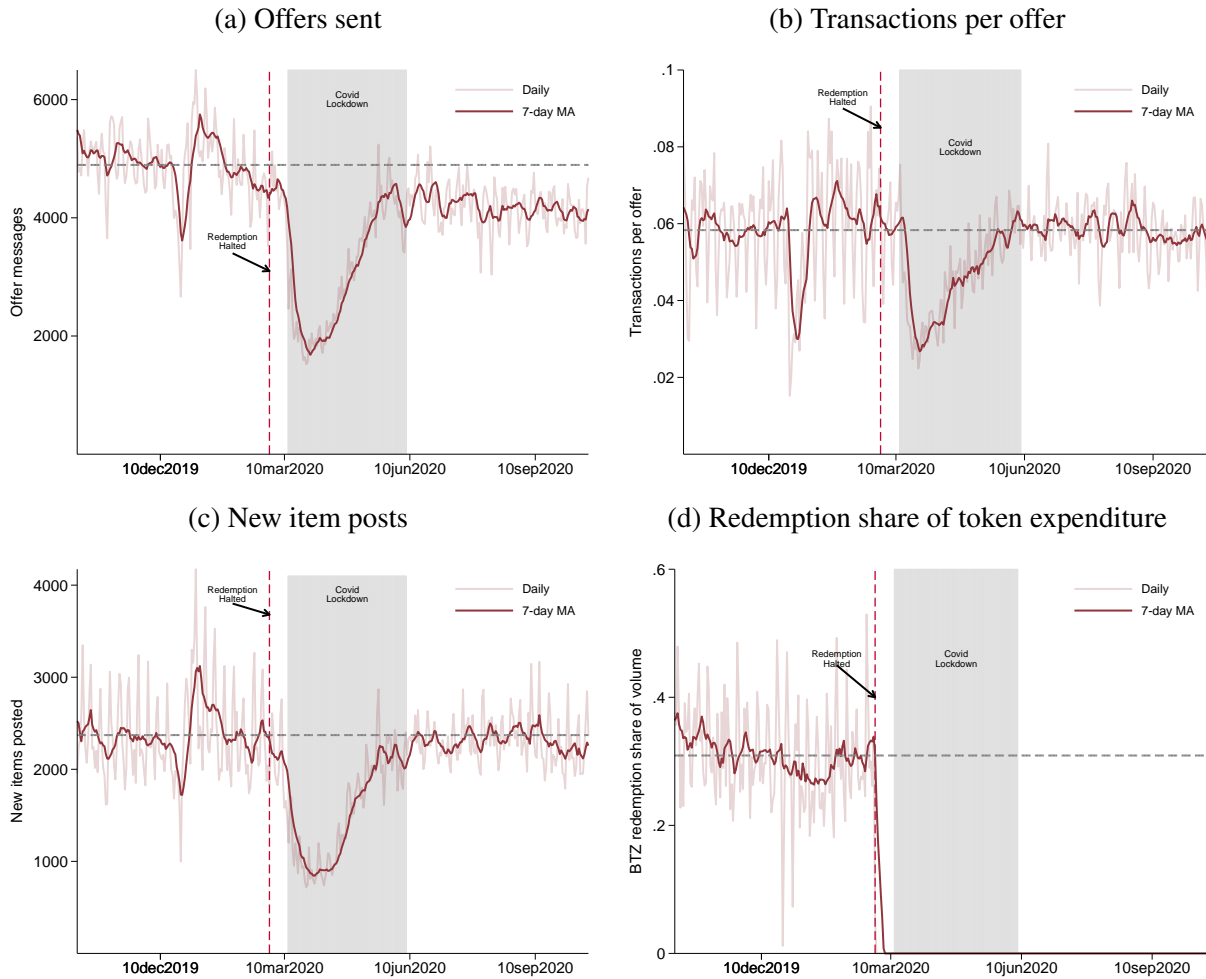 (a) Offers sent
6000
4000
2000
Offer messages
Redemption
Halted
Covid
Lockdown
Daily
7-day MA
10dec2019
10mar2020
10jun2020
10sep2020
(b) Transactions per offer
.1
.08
.06
.04
.02
Transactions per offer
Redemption
Halted
Covid
Lockdown
Daily
7-day MA
10dec2019
10mar2020
10jun2020
10sep2020
(c) New item posts
4000
3000
2000
1000
New items posted
Redemption
Halted
Covid
Lockdown
Daily
7-day MA
10dec2019
10mar2020
10jun2020
10sep2020
(d) Redemption share of token expenditure
.6
.4
.2
0
BTZ redemption share of volume
Redemption
Halted
Covid
Lockdown
Daily
7-day MA
10dec2019
10mar2020
10jun2020
10sep2020